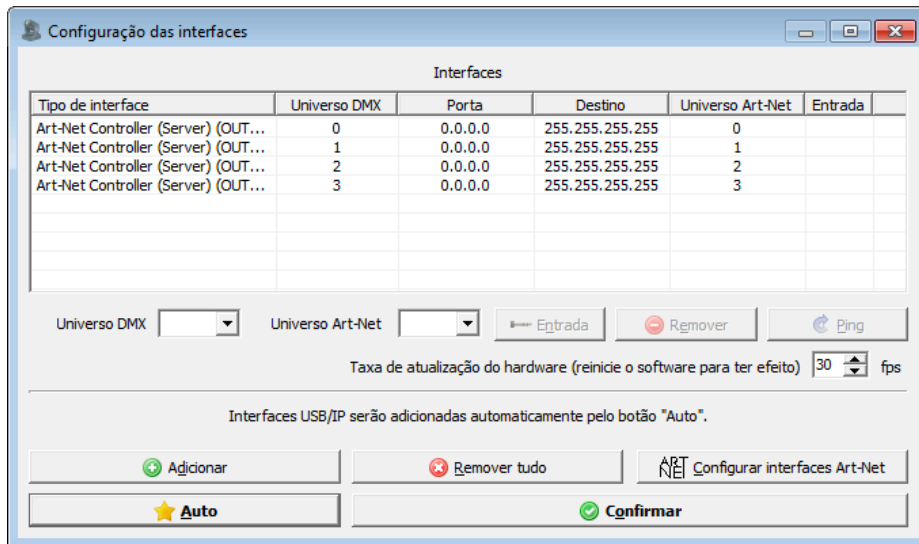 Configuração das interfaces
Interfaces
Tipo de interface Universo DMX Porta Destino Universo Art-Net Entrada
Art-Net Controller (Server) (OUT... 0 0.0.0.0 255.255.255.255 0
Art-Net Controller (Server) (OUT... 1 0.0.0.0 255.255.255.255 1
Art-Net Controller (Server) (OUT... 2 0.0.0.0 255.255.255.255 2
Art-Net Controller (Server) (OUT... 3 0.0.0.0 255.255.255.255 3
Universo DMX Universo Art-Net Entrada Remover Ping
Taxa de atualização do hardware (reinicie o software para ter efeito) 30 fps
Interfaces USB/IP serão adicionadas automaticamente pelo botão "Auto".
Adicionar Remover tudo ART NET Configurar interfaces Art-Net
Auto Confirmar